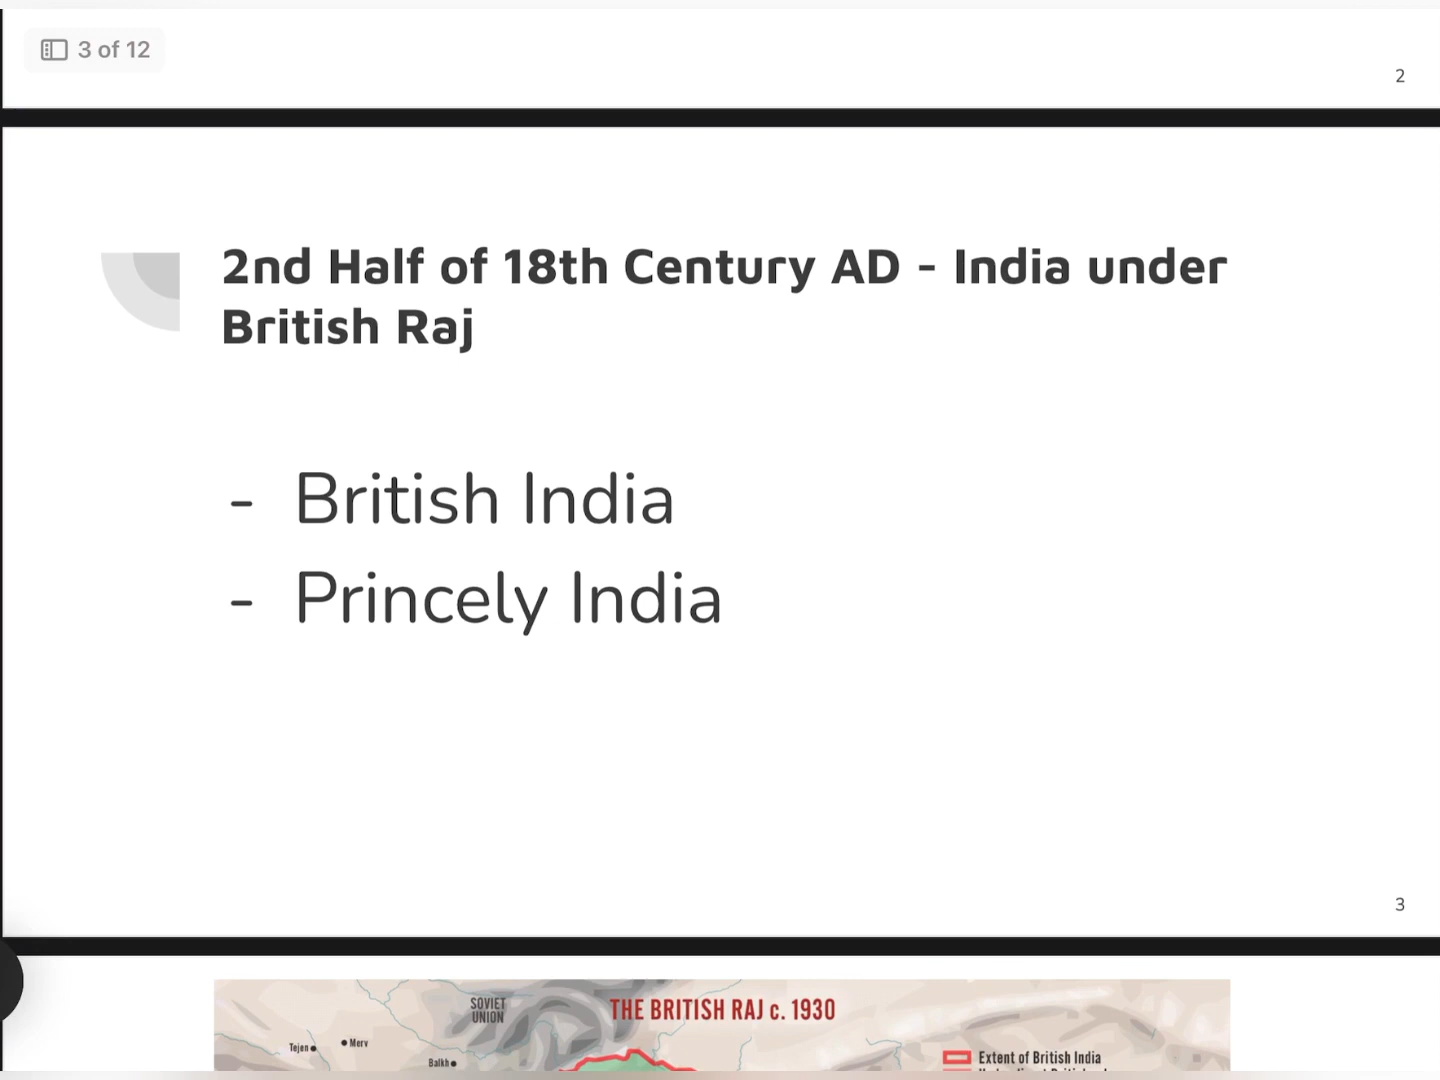 3 of 12
2
2nd Half of 18th Century AD - India under
British Raj
- British India
- Princely India
3
SOVIET
UNION
THE BRITISH RAJ c. 1930
Tejen
Merv
Balkh
Extent of British India